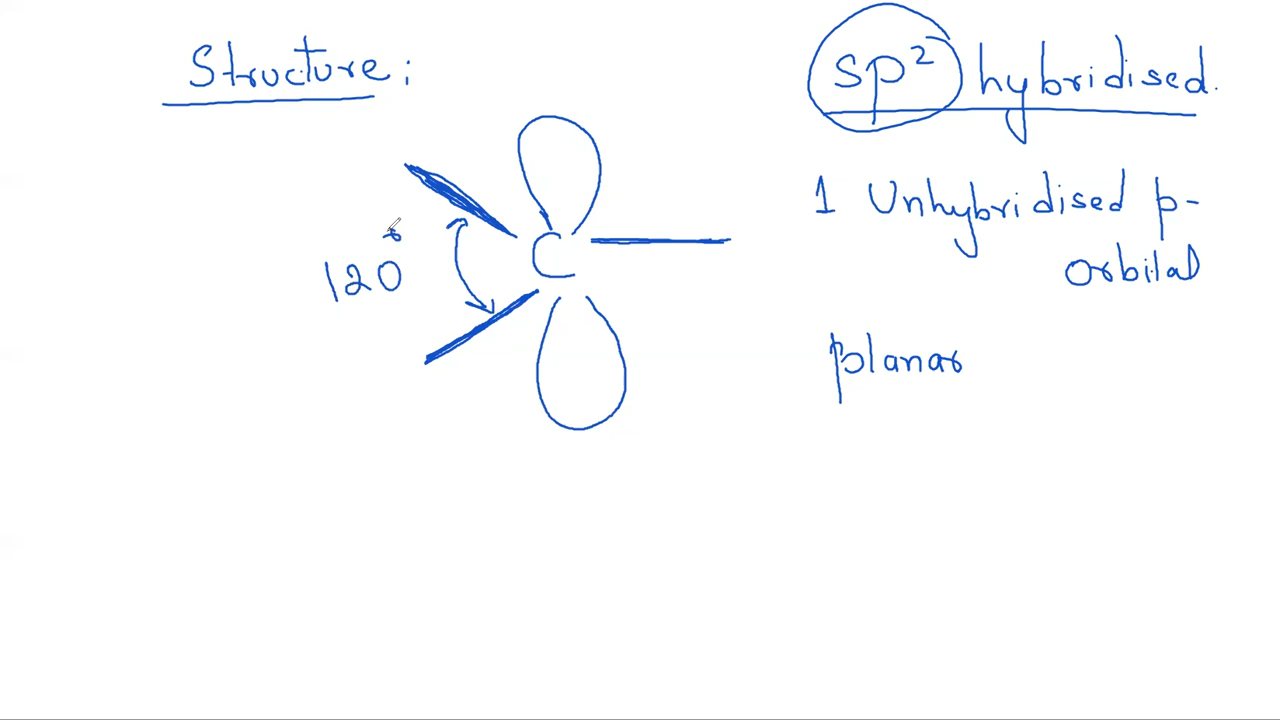 Structure:
sp² hybridised.
1 Unhybridised p-
orbital
120°
C
planar